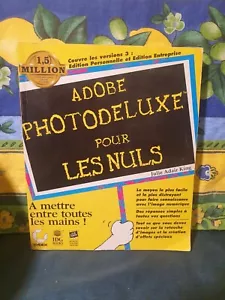 1,5
MILLION
Couvre les versions 3 :
Edition Personnelle et Edition Entreprise
ADOBE
PHOTODELUXE™
POUR
LES NULS
Julie Adair King
A mettre
entre toutes
les mains !
Le moyen le plus facile
et le plus distrayant
pour faire connaissance
avec l'image numérique
Des réponses simples à
toutes vos questions
Tout ce que vous devez
savoir sur la retouche
d'images et la création
d'effets spéciaux
IDG